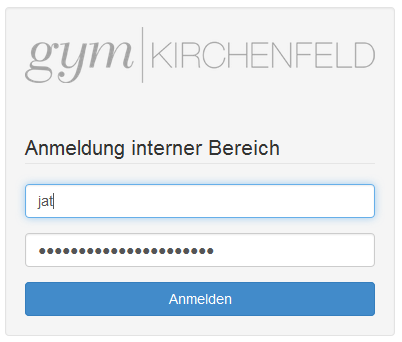 gym KIRCHENFELD
Anmeldung interner Bereich
jat
●●●●●●●●●●●●●●●●●●●●●●
Anmelden